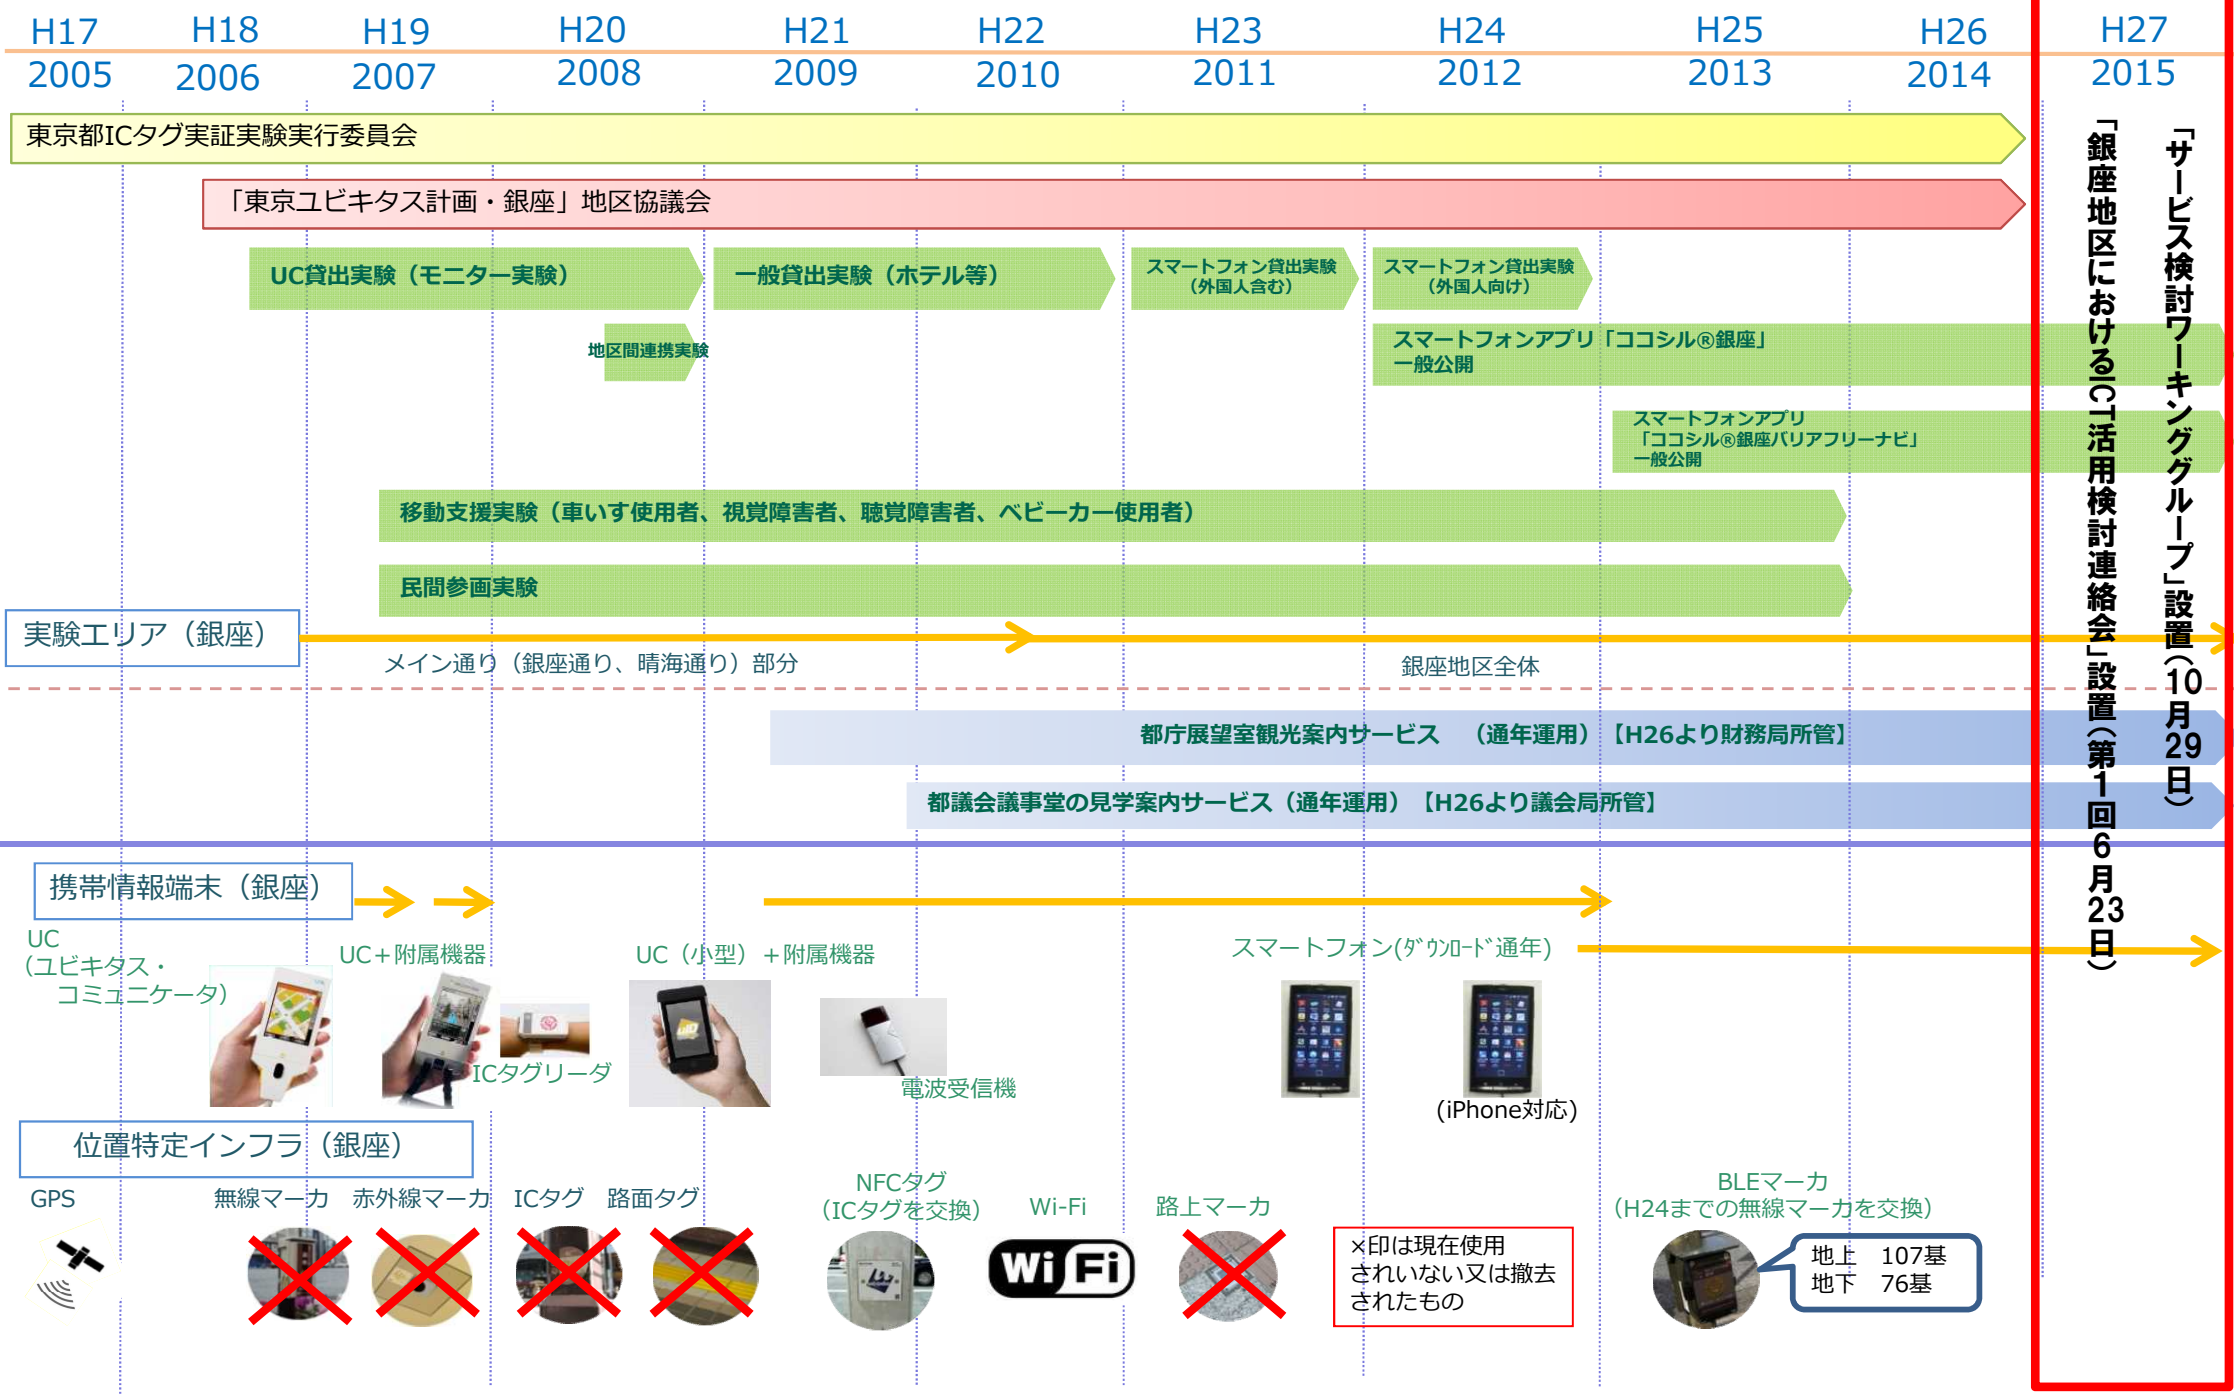 H17 H18 H19 H20 H21 H22 H23 H24 H25 H26 H27
2005 2006 2007 2008 2009 2010 2011 2012 2013 2014 2015
東京都ICタグ実証実験実行委員会
「東京ユビキタス計画・銀座」地区協議会
UC貸出実験（モニター実験）
一般貸出実験（ホテル等）
スマートフォン貸出実験
（外国人含む）
スマートフォン貸出実験
（外国人向け）
地区間連携実験
スマートフォンアプリ「ココシル®銀座」
一般公開
スマートフォンアプリ
「ココシル®銀座バリアフリーナビ」
一般公開
移動支援実験（車いす使用者、視覚障害者、聴覚障害者、ベビーカー使用者）
民間参画実験
実験エリア（銀座）
メイン通り（銀座通り、晴海通り）部分
銀座地区全体
都庁展望室観光案内サービス　（通年運用）【H26より財務局所管】
都議会議事堂の見学案内サービス（通年運用）【H26より議会局所管】
「サービス検討ワーキンググループ」設置（10月29日）
「銀座地区におけるICT活用検討連絡会」設置（第1回6月23日）
携帯情報端末（銀座）
UC
（ユビキタス・
コミュニケータ）
UC＋附属機器
ICタグリーダ
UC（小型）＋附属機器
電波受信機
スマートフォン(ﾀﾞｳﾝﾛｰﾄﾞ通年)
(iPhone対応)
位置特定インフラ（銀座）
GPS
無線マーカ
赤外線マーカ
ICタグ
路面タグ
NFCタグ
（ICタグを交換）
Wi-Fi
Wi Fi
路上マーカ
×印は現在使用
されいない又は撤去
されたもの
BLEマーカ
（H24までの無線マーカを交換）
地上　107基
地下　76基